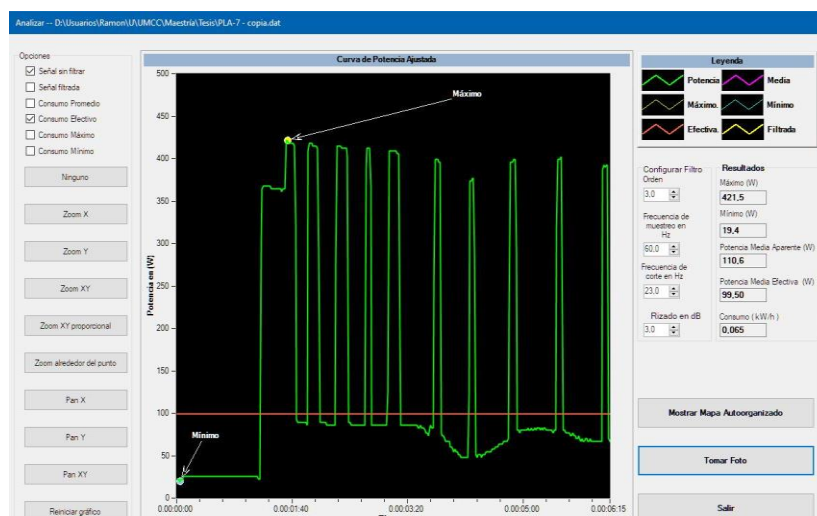 Analizar -- D:\Usuarios\Ramon\U\UMCC\Maestría\Tesis\PLA-7 - copia.dat
Opciones
Señal sin filtrar
Señal filtrada
Consumo Promedio
Consumo Efectivo
Consumo Máximo
Consumo Mínimo
Ninguno
Zoom X
Zoom Y
Zoom XY
Zoom XY proporcional
Zoom alrededor del punto
Pan X
Pan Y
Pan XY
Reiniciar gráfico
Curva de Potencia Ajustada
Potencia en (W)
500
450
400
350
300
250
200
150
100
50
0
Máximo
Mínimo
0.00:00:00
0.00:01:40
0.00:03:20
0.00:05:00
0.00:06:15
Leyenda
Potencia
Media
Máximo.
Mínimo
Efectiva.
Filtrada
Configurar Filtro
Orden
3,0
Frecuencia de
muestreo en
Hz
60,0
Frecuencia de
corte en Hz
23,0
Rizado en dB
3,0
Resultados
Máximo (W)
421,5
Mínimo (W)
19,4
Potencia Media Aparente (W)
110,6
Potencia Media Efectiva (W)
99,50
Consumo ( kW/h )
0,065
Mostrar Mapa Autoorganizado
Tomar Foto
Salir